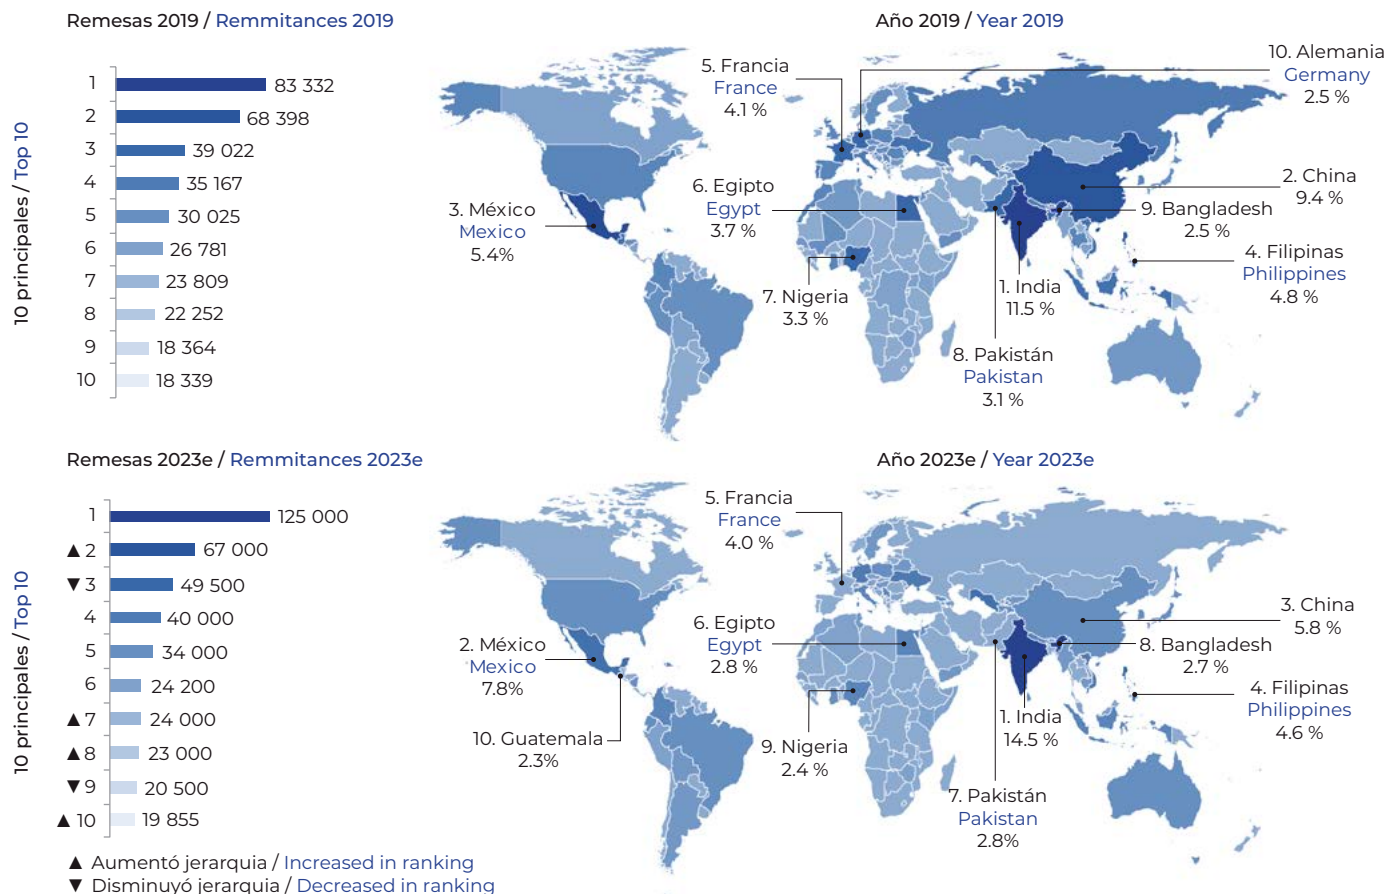 Remesas 2019 / Remmitances 2019
10 principales / Top 10
1 83 332
2 68 398
3 39 022
4 35 167
5 30 025
6 26 781
7 23 809
8 22 252
9 18 364
10 18 339
Año 2019 / Year 2019
5. Francia
France
4.1 %
10. Alemania
Germany
2.5 %
6. Egipto
Egypt
3.7 %
2. China
9.4 %
3. México
Mexico
5.4%
9. Bangladesh
2.5 %
4. Filipinas
Philippines
4.8 %
7. Nigeria
3.3 %
1. India
11.5 %
8. Pakistán
Pakistan
3.1 %
Remesas 2023e / Remmitances 2023e
10 principales / Top 10
1 125 000
▲ 2 67 000
▼ 3 49 500
4 40 000
5 34 000
6 24 200
▲ 7 24 000
▲ 8 23 000
▼ 9 20 500
▲ 10 19 855
▲ Aumentó jerarquia / Increased in ranking
▼ Disminuyó jerarquia / Decreased in ranking
Año 2023e / Year 2023e
5. Francia
France
4.0 %
3. China
5.8 %
6. Egipto
Egypt
2.8 %
2. México
Mexico
7.8%
8. Bangladesh
2.7 %
4. Filipinas
Philippines
4.6 %
10. Guatemala
2.3%
9. Nigeria
2.4 %
1. India
14.5 %
7. Pakistán
Pakistan
2.8%